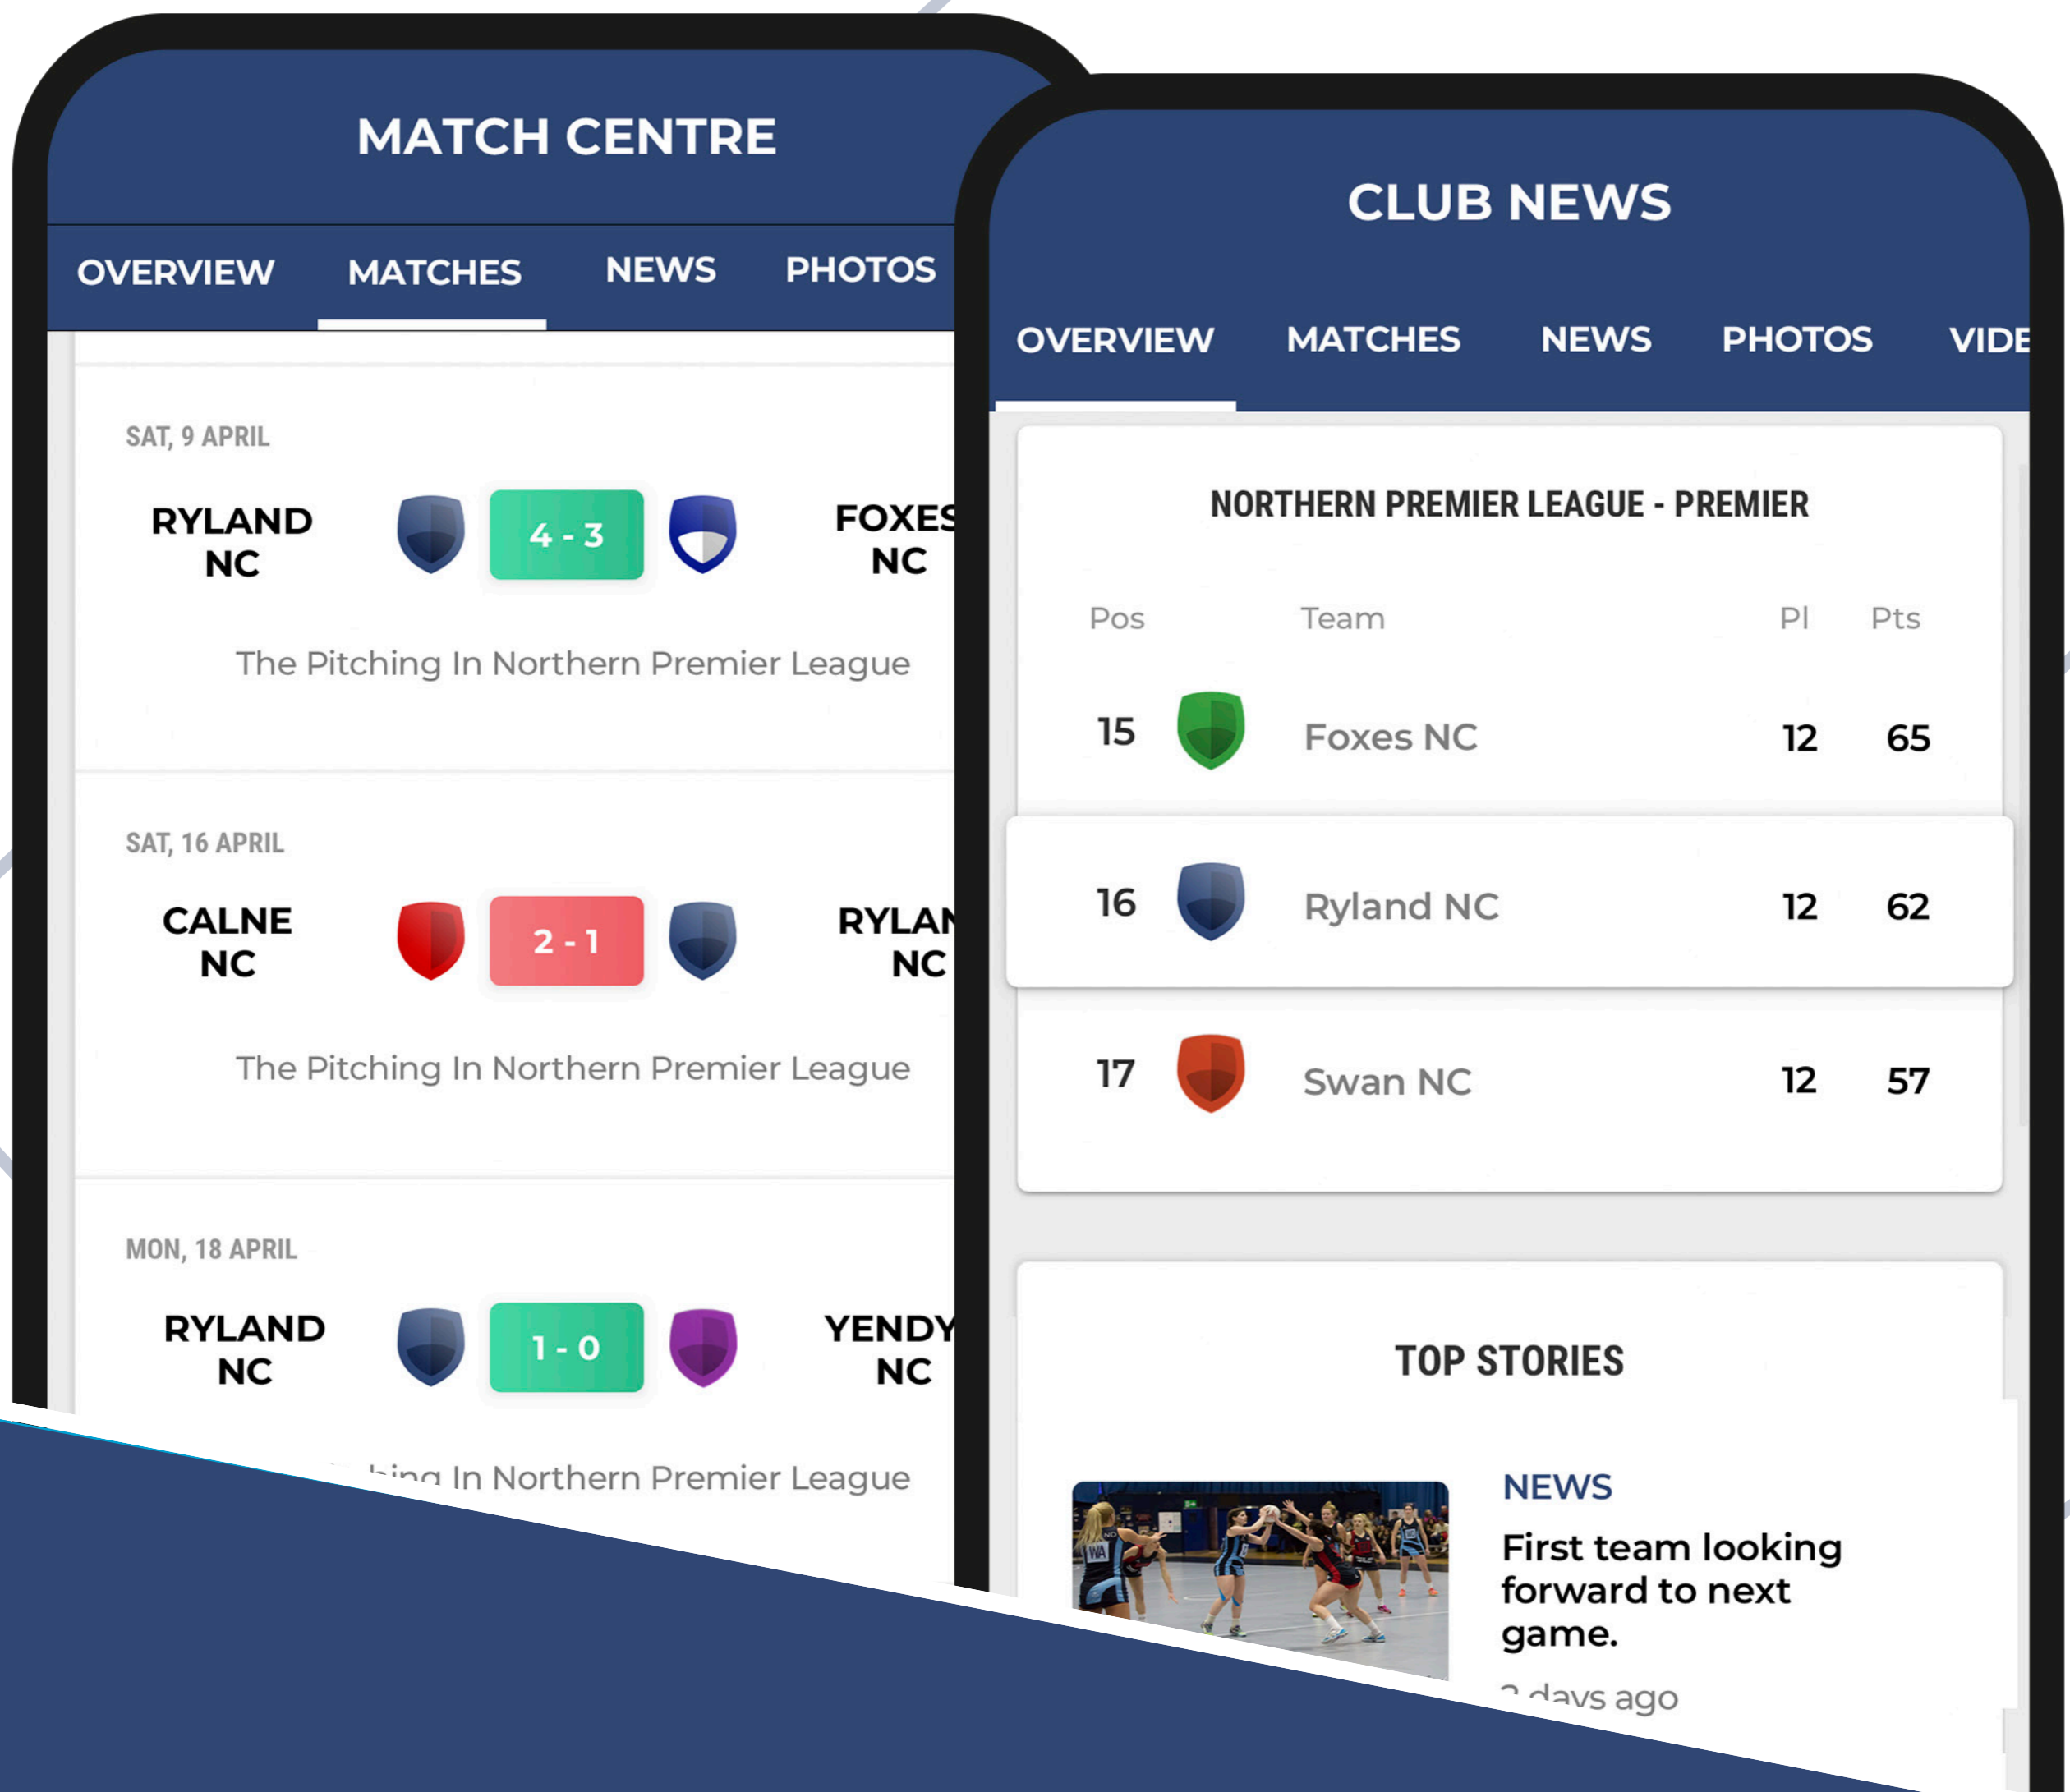 MATCH CENTRE
OVERVIEW MATCHES NEWS PHOTOS
SAT, 9 APRIL
RYLAND
NC
4 - 3
FOXES
NC
The Pitching In Northern Premier League
SAT, 16 APRIL
CALNE
NC
2 - 1
NC
The Pitching In Northern Premier League
MON, 18 APRIL
RYLAND
NC
1 - 0
YENDY
NC
In Northern Premier League
CLUB NEWS
OVERVIEW MATCHES NEWS PHOTOS VIDE
NORTHERN PREMIER LEAGUE - PREMIER
Pos Team Pl Pts
15 Foxes NC 12 65
16 Ryland NC 12 62
17 Swan NC 12 57
TOP STORIES
NEWS
First team looking
forward to next
game.
days ago
WA